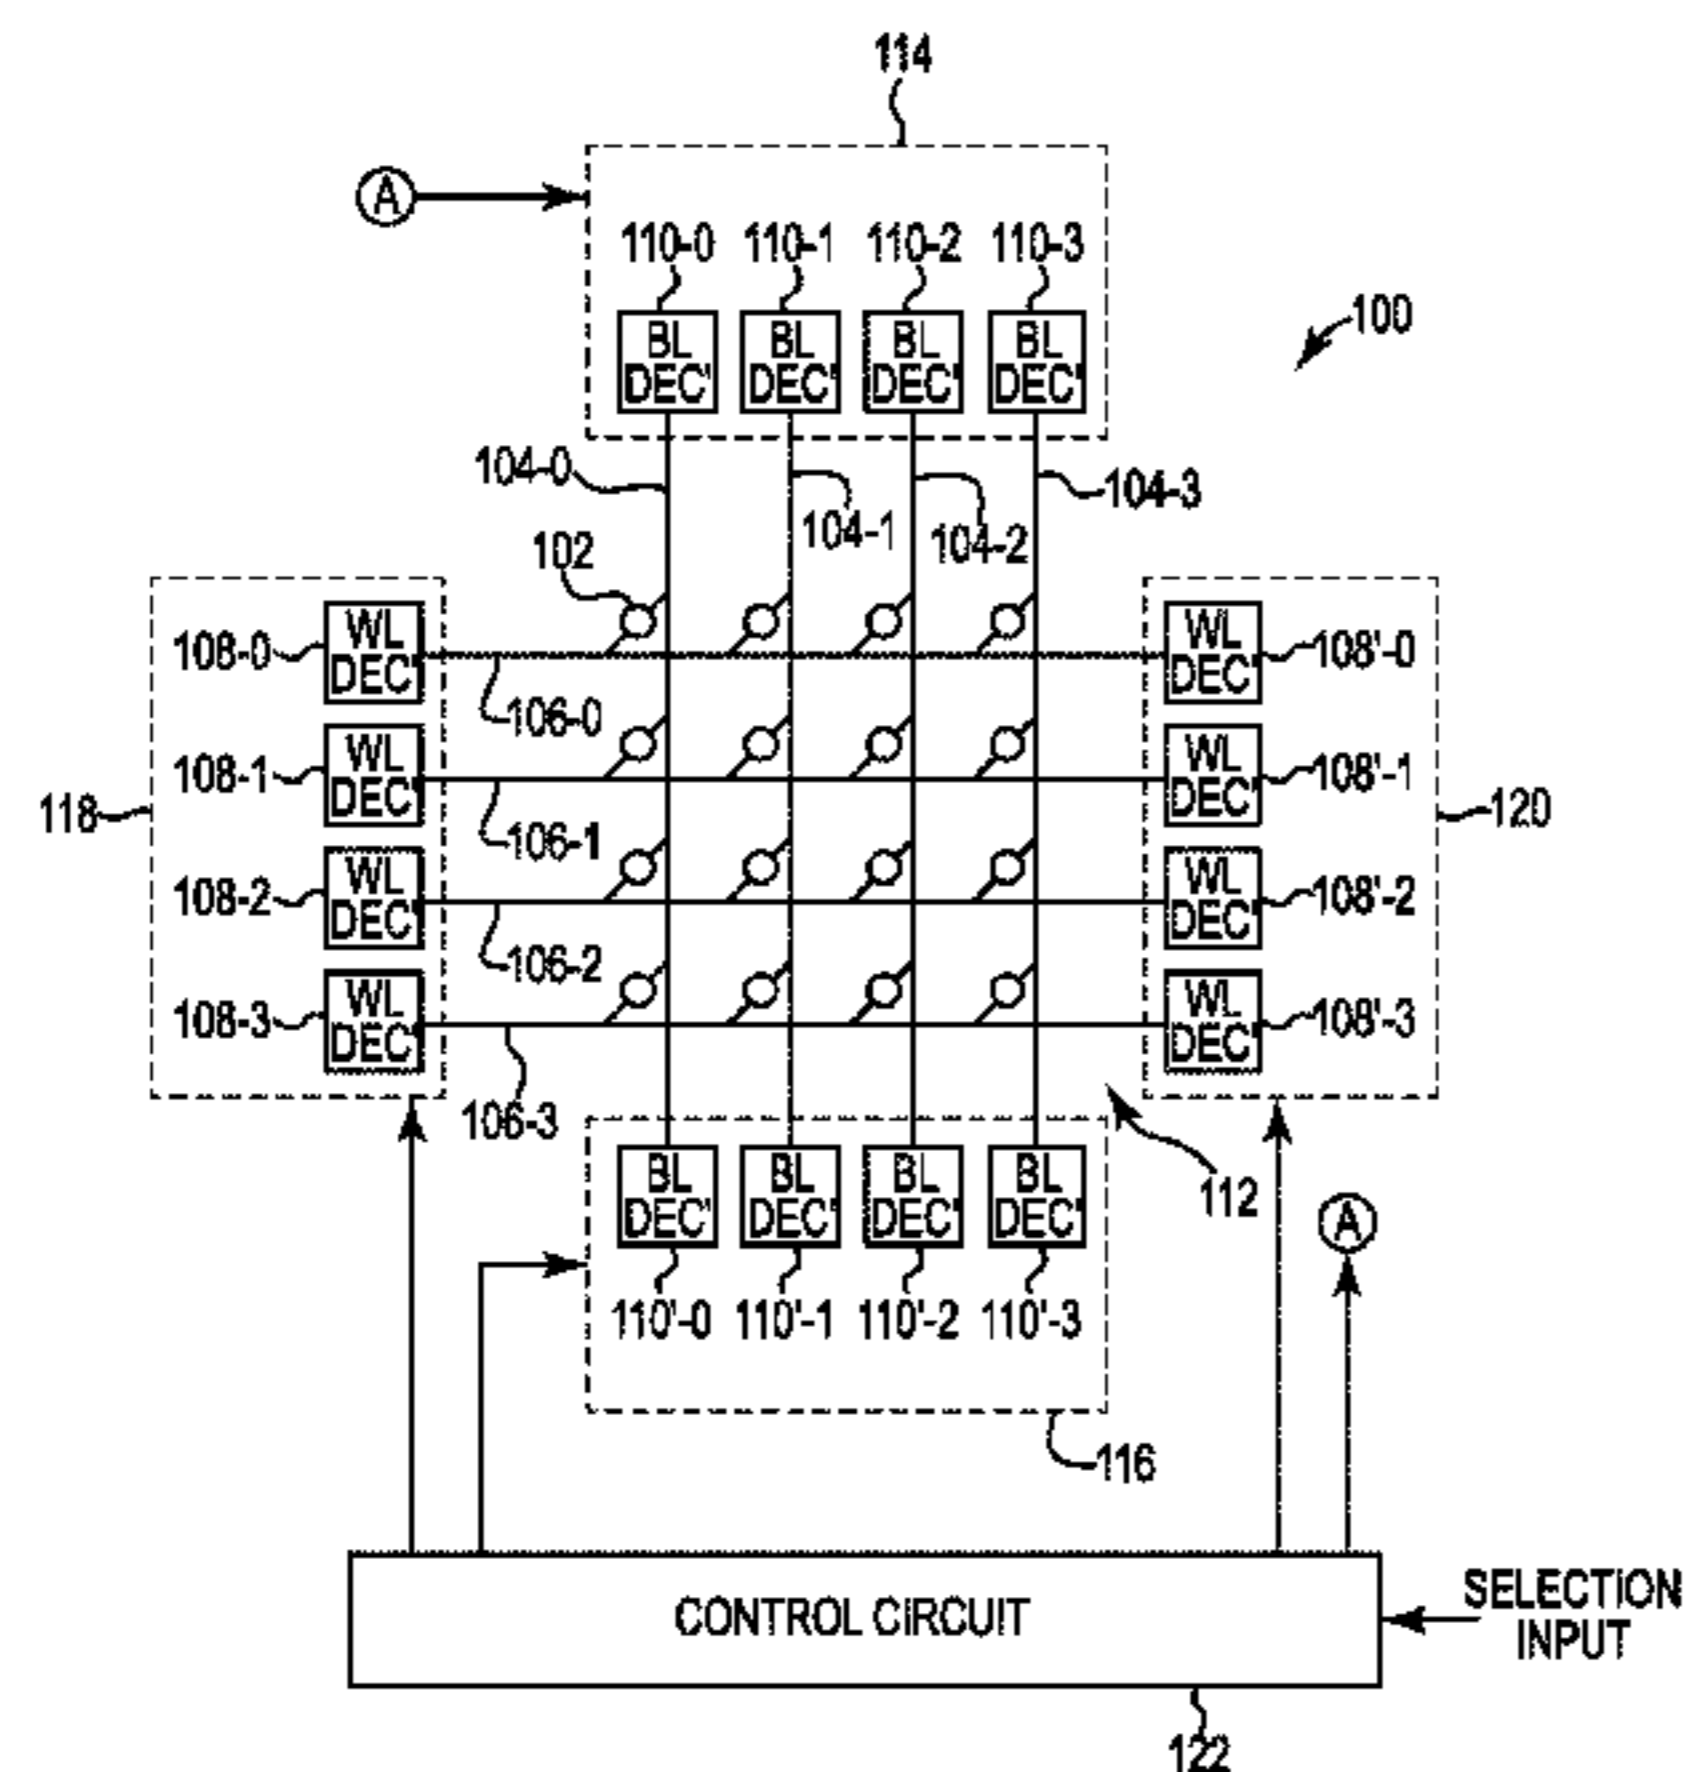 114
A
110-0 110-1 110-2 110-3
100
BL DEC' BL DEC' BL DEC' BL DEC'
104-0
104-3
104-1
104-2
102
WL DEC'
WL DEC'
108-0
108'-0
106-0
WL DEC'
WL DEC'
108-1
108'-1
118
120
106-1
WL DEC'
WL DEC'
108-2
108'-2
106-2
WL DEC'
WL DEC'
108-3
108'-3
106-3
BL DEC' BL DEC' BL DEC' BL DEC'
112
A
110'-0 110'-1 110'-2 110'-3
116
CONTROL CIRCUIT
SELECTION
INPUT
122